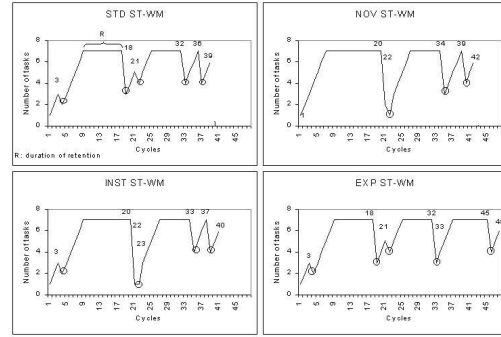 STD ST-WM
Number of tasks
8
6
4
2
0
R
3
18
21
32
36
39
1 5 9 13 17 21 25 29 33 37 41 45
Cycles
R: duration of retention
NOV ST-WM
Number of tasks
8
6
4
2
0
1
20
22
34
39
42
1 5 9 13 17 21 25 29 33 37 41 45
Cycles
INST ST-WM
Number of tasks
8
6
4
2
0
3
20
22
23
33
37
40
1 5 9 13 17 21 25 29 33 37 41 45
Cycles
EXP ST-WM
Number of tasks
8
6
4
2
0
3
18
21
32
33
45
1 5 9 13 17 21 25 29 33 37 41 45
Cycles